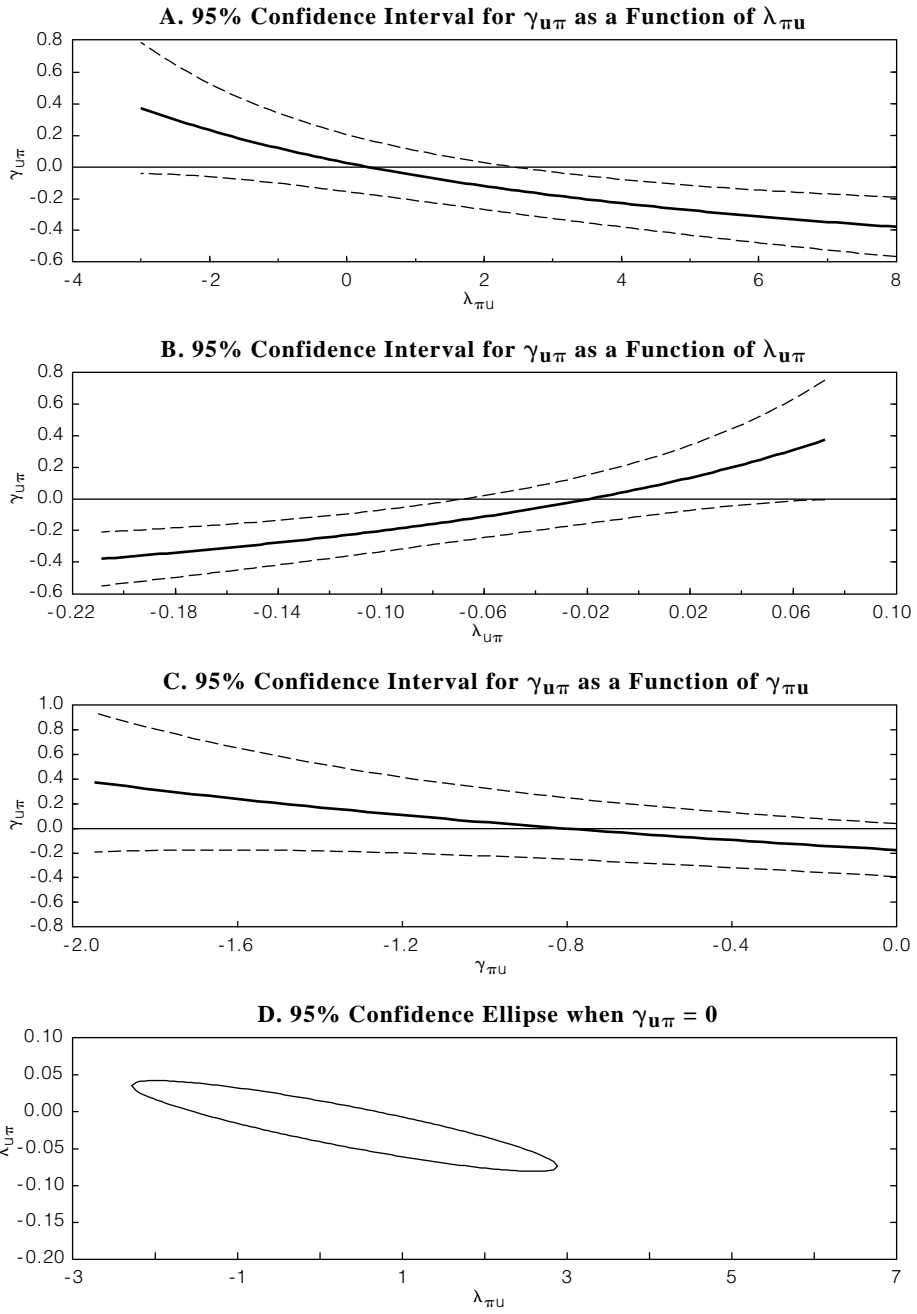 A. 95% Confidence Interval for γuπ as a Function of λπu
0.8
0.6
0.4
0.2
0.0
-0.2
-0.4
-0.6
γuπ
-4 -2 0 2 4 6 8
λπu
B. 95% Confidence Interval for γuπ as a Function of λuπ
0.8
0.6
0.4
0.2
0.0
-0.2
-0.4
-0.6
γuπ
-0.22 -0.18 -0.14 -0.10 -0.06 -0.02 0.02 0.06 0.10
λuπ
C. 95% Confidence Interval for γuπ as a Function of γπu
1.0
0.8
0.6
0.4
0.2
0.0
-0.2
-0.4
-0.6
-0.8
γuπ
-2.0 -1.6 -1.2 -0.8 -0.4 0.0
γπu
D. 95% Confidence Ellipse when γuπ = 0
0.10
0.05
0.00
-0.05
-0.10
-0.15
-0.20
λuπ
-3 -1 1 3 5 7
λπu